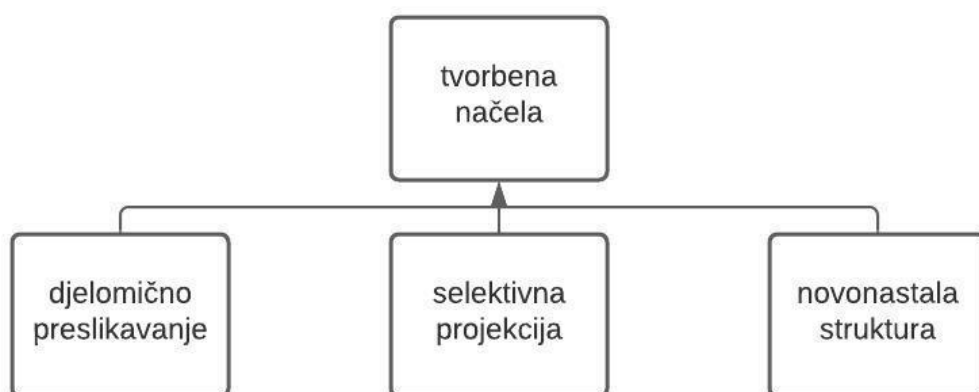 tvorbena
načela
djelomično
preslikavanje
selektivna
projekcija
novonastala
struktura